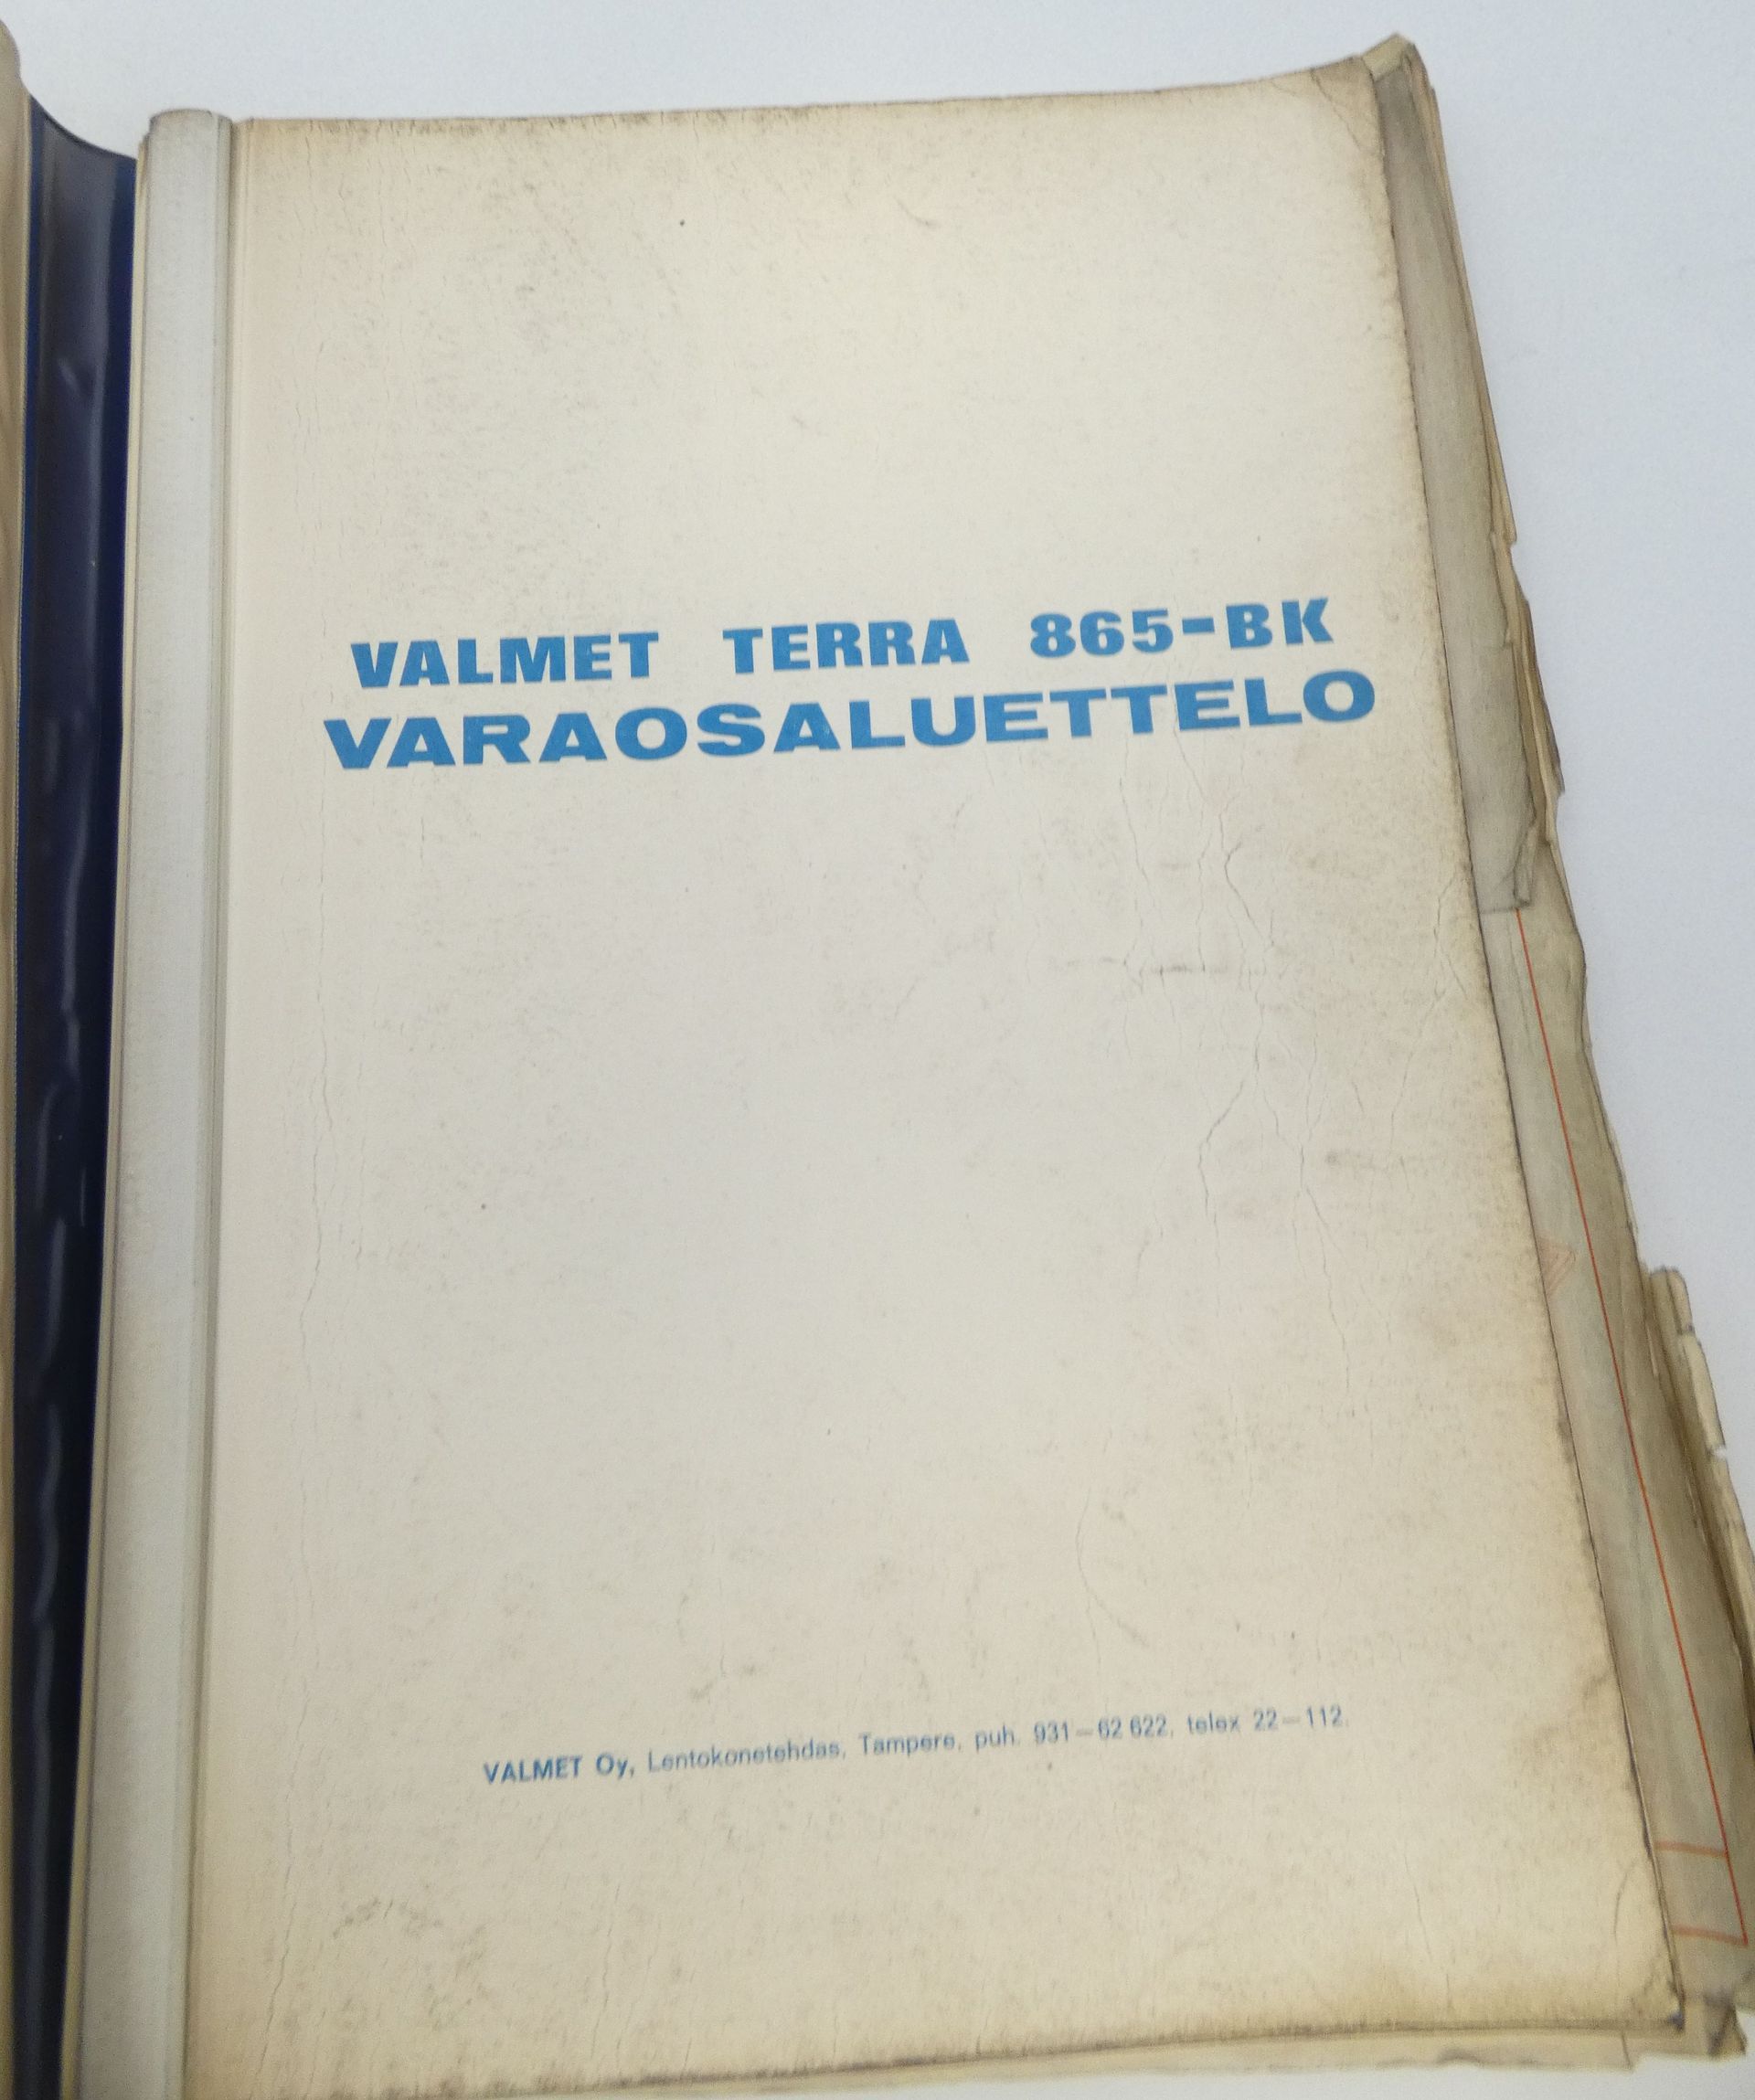 VALMET TERRA 865-BK
VARAOSALUETTELO
VALMET Oy, Lentokonetehdas, Tampere, puh. 931-62 622, telex 22-112.